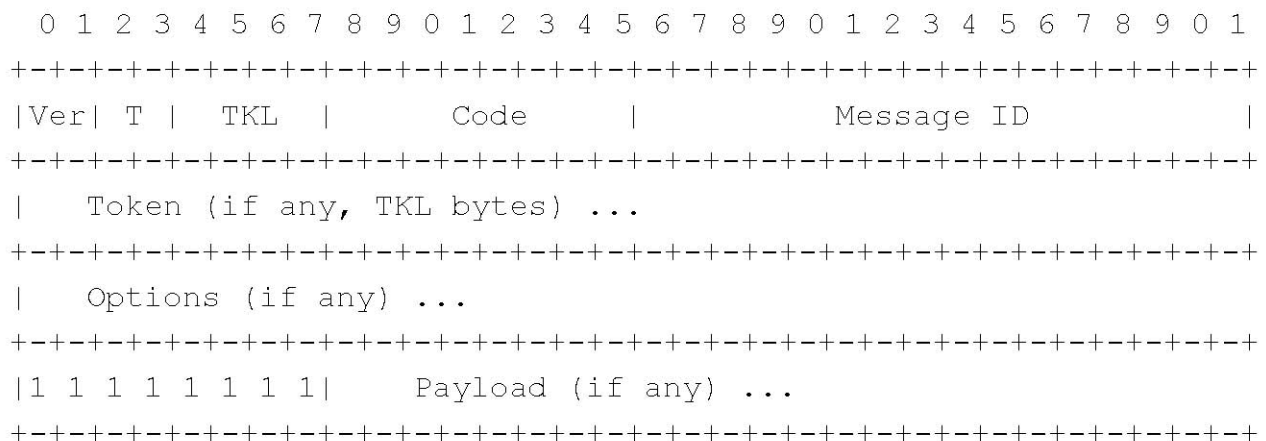 0 1 2 3 4 5 6 7 8 9 0 1 2 3 4 5 6 7 8 9 0 1 2 3 4 5 6 7 8 9 0 1
+-+-+-+-+-+-+-+-+-+-+-+-+-+-+-+-+-+-+-+-+-+-+-+-+-+-+-+-+-+-+-+-+
|Ver| T |  TKL  |      Code     |          Message ID           |
+-+-+-+-+-+-+-+-+-+-+-+-+-+-+-+-+-+-+-+-+-+-+-+-+-+-+-+-+-+-+-+-+
|   Token (if any, TKL bytes) ...
+-+-+-+-+-+-+-+-+-+-+-+-+-+-+-+-+-+-+-+-+-+-+-+-+-+-+-+-+-+-+-+-+
|   Options (if any) ...
+-+-+-+-+-+-+-+-+-+-+-+-+-+-+-+-+-+-+-+-+-+-+-+-+-+-+-+-+-+-+-+-+
|1 1 1 1 1 1 1 1|    Payload (if any) ...
+-+-+-+-+-+-+-+-+-+-+-+-+-+-+-+-+-+-+-+-+-+-+-+-+-+-+-+-+-+-+-+-+